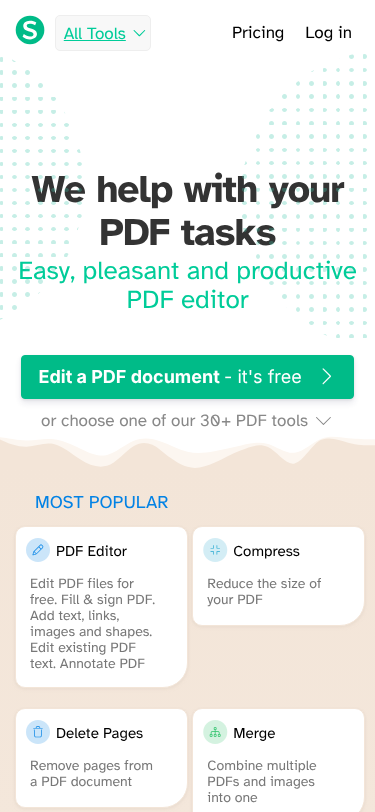 S
All Tools
Pricing
Log in
We help with your
PDF tasks
Easy, pleasant and productive
PDF editor
Edit a PDF document - it's free
or choose one of our 30+ PDF tools
MOST POPULAR
PDF Editor
Edit PDF files for
free. Fill & sign PDF.
Add text, links,
images and shapes.
Edit existing PDF
text. Annotate PDF
Compress
Reduce the size of
your PDF
Delete Pages
Remove pages from
a PDF document
Merge
Combine multiple
PDFs and images
into one